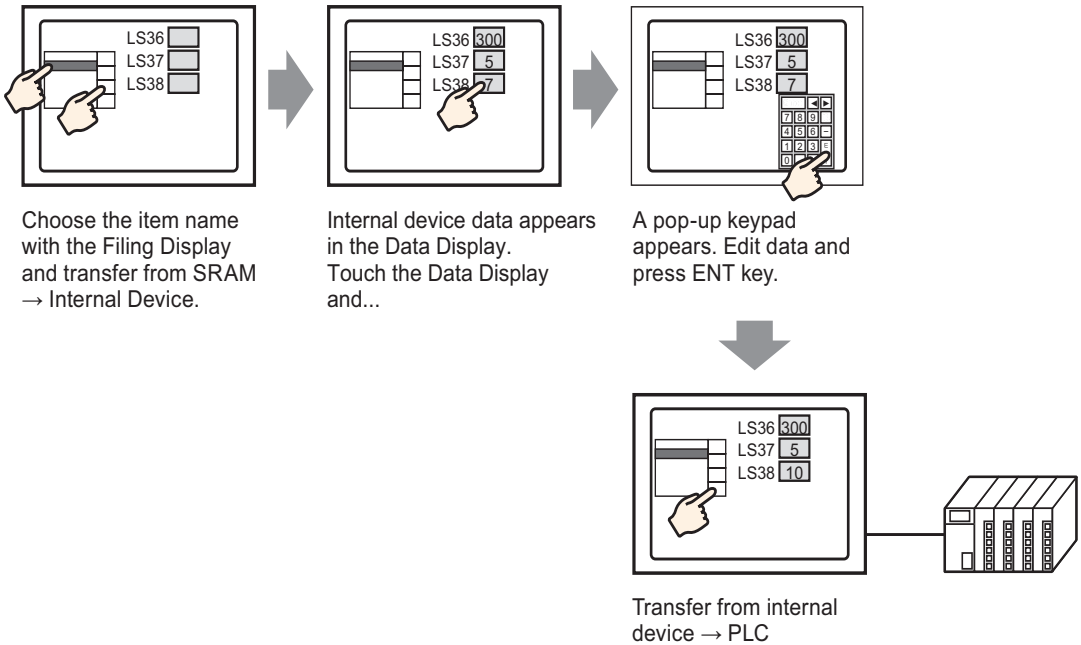 LS36
LS37
LS38
Choose the item name
with the Filing Display
and transfer from SRAM
→ Internal Device.
LS36 300
LS37 5
LS38 7
Internal device data appears
in the Data Display.
Touch the Data Display
and...
LS36 300
LS37 5
LS38 7
◀ ▶
7 8 9
4 5 6 –
1 2 3 E
0
A pop-up keypad
appears. Edit data and
press ENT key.
LS36 300
LS37 5
LS38 10
Transfer from internal
device → PLC